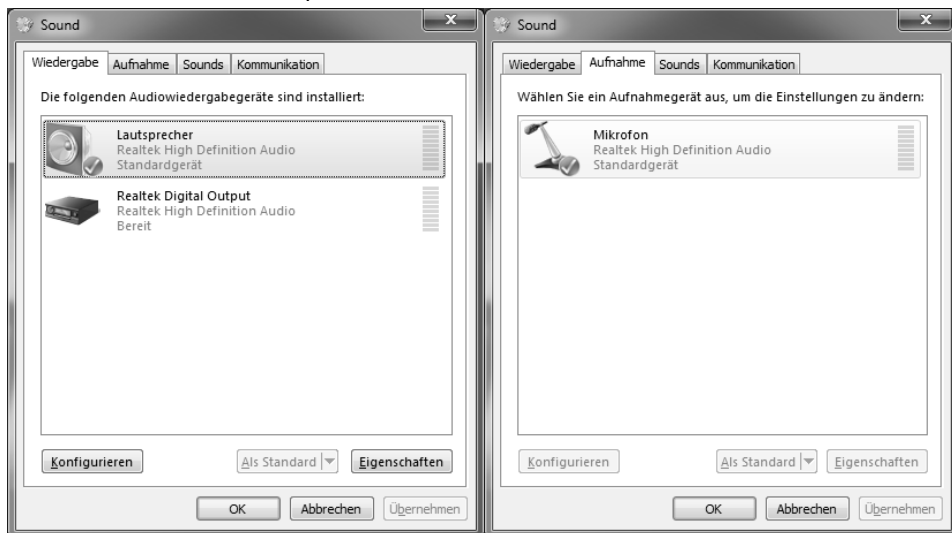 Sound
Wiedergabe Aufnahme Sounds Kommunikation
Die folgenden Audiowiedergabegeräte sind installiert:
Lautsprecher
Realtek High Definition Audio
Standardgerät
Realtek Digital Output
Realtek High Definition Audio
Bereit
Konfigurieren Als Standard Eigenschaften
OK Abbrechen Übernehmen
Sound
Wiedergabe Aufnahme Sounds Kommunikation
Wählen Sie ein Aufnahmegerät aus, um die Einstellungen zu ändern:
Mikrofon
Realtek High Definition Audio
Standardgerät
Konfigurieren Als Standard Eigenschaften
OK Abbrechen Übernehmen